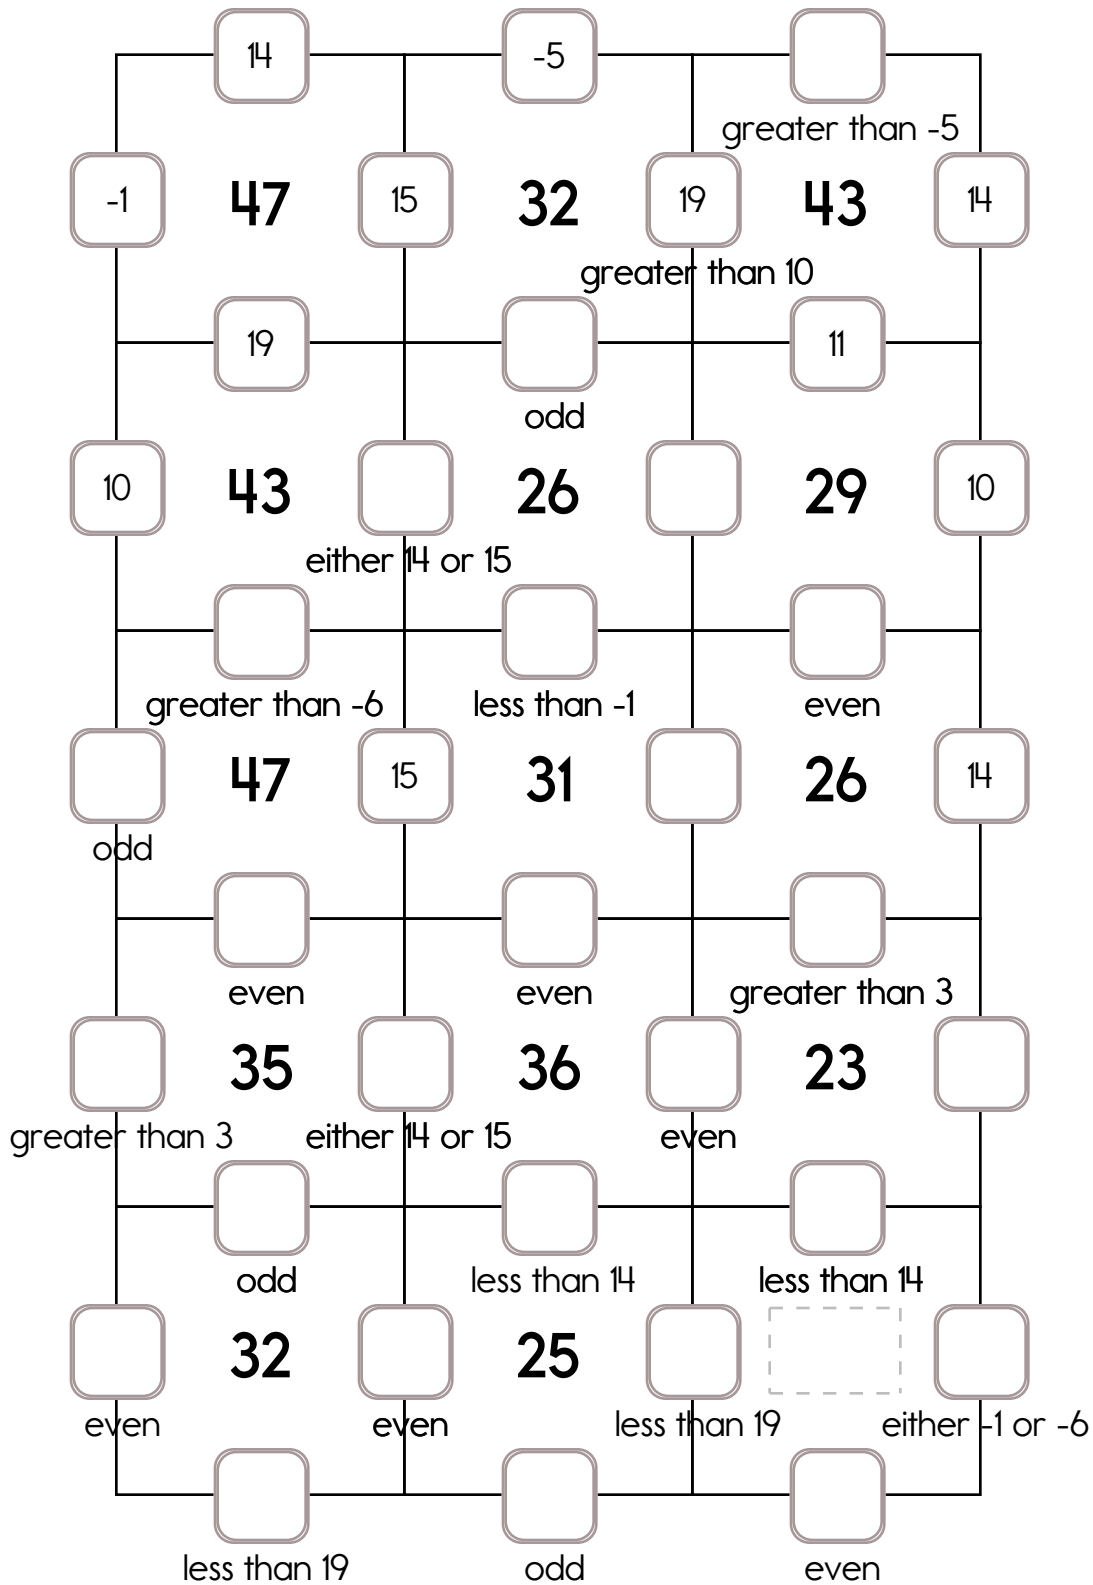 14 -5
greater than -5
-1 47 15 32 19 43 14
greater than 10
19 11
odd
10 43 26 29 10
either 14 or 15
greater than -6 less than -1 even
47 15 31 26 14
odd
even even greater than 3
35 36 23
greater than 3 either 14 or 15 even
odd less than 14 less than 14
32 25
even even less than 19 either -1 or -6
less than 19 odd even